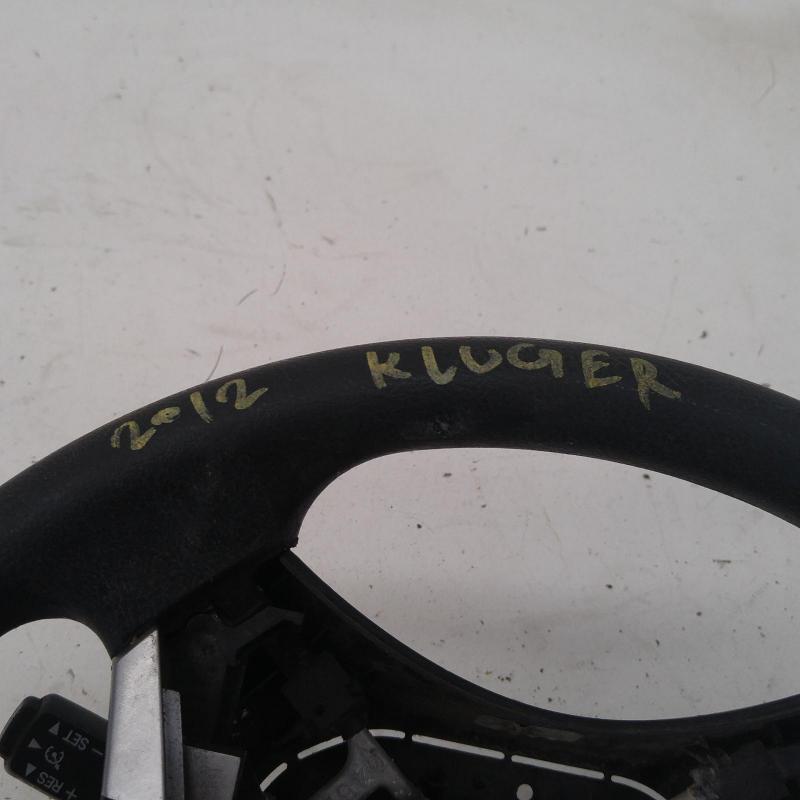 2012 KLUGER
− SET
+ RES